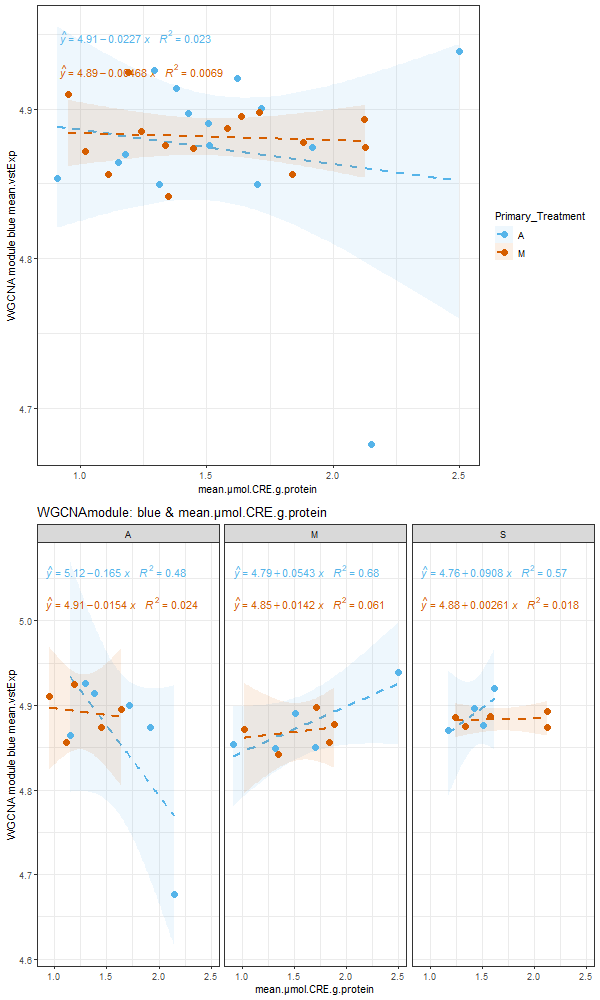 ŷ = 4.91−0.0227 x R² = 0.023
ŷ = 4.89−0.00468 x R² = 0.0069
4.9
4.8
4.7
WGCNA module blue mean.vstExp
1.0 1.5 2.0 2.5
mean.µmol.CRE.g.protein
Primary_Treatment
A
M
WGCNAmodule: blue & mean.µmol.CRE.g.protein
A M S
ŷ = 5.12−0.165 x R² = 0.48
ŷ = 4.91−0.0154 x R² = 0.024
ŷ = 4.79+0.0543 x R² = 0.68
ŷ = 4.85+0.0142 x R² = 0.061
ŷ = 4.76+0.0908 x R² = 0.57
ŷ = 4.88+0.00261 x R² = 0.018
5.0
4.9
4.8
4.7
4.6
WGCNA module blue mean.vstExp
1.0 1.5 2.0 2.5 1.0 1.5 2.0 2.5 1.0 1.5 2.0 2.5
mean.µmol.CRE.g.protein